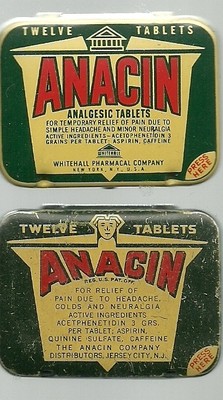 TWELVE TABLETS
ANACIN
ANALGESIC TABLETS
FOR TEMPORARY RELIEF OF PAIN DUE TO
SIMPLE HEADACHE AND MINOR NEURALGIA
ACTIVE INGREDIENTS-ACETOPHENETIDIN 3
GRAINS PER TABLET; ASPIRIN, CAFFEINE
WHITEHALL
WHITEHALL PHARMACAL COMPANY
NEW YORK, N.Y., U.S.A.
PRESS
HERE
TWELVE TABLETS
ANACIN
REG. U.S. PAT. OFF.
FOR RELIEF OF
PAIN DUE TO HEADACHE,
COLDS AND NEURALGIA
ACTIVE INGREDIENTS
ACETPHENETIDIN 3 GRS.
PER TABLET; ASPIRIN,
QUININE SULFATE, CAFFEINE
THE ANACIN COMPANY
DISTRIBUTORS, JERSEY CITY, N.J.
PRESS
HERE